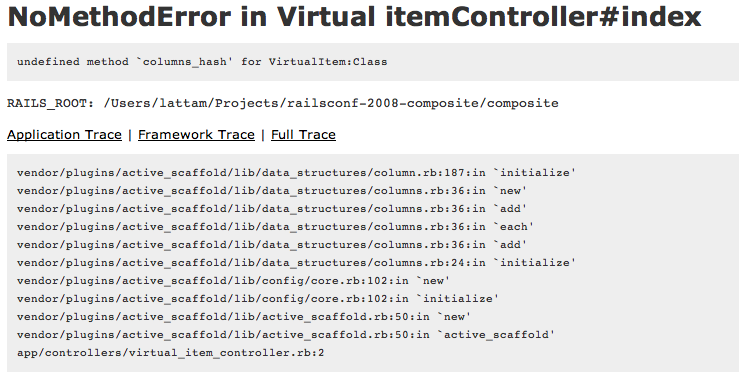 NoMethodError in Virtual itemController#index
undefined method `columns_hash' for VirtualItem:Class
RAILS_ROOT: /Users/lattam/Projects/railsconf-2008-composite/composite
Application Trace | Framework Trace | Full Trace
vendor/plugins/active_scaffold/lib/data_structures/column.rb:187:in `initialize'
vendor/plugins/active_scaffold/lib/data_structures/columns.rb:36:in `new'
vendor/plugins/active_scaffold/lib/data_structures/columns.rb:36:in `add'
vendor/plugins/active_scaffold/lib/data_structures/columns.rb:36:in `each'
vendor/plugins/active_scaffold/lib/data_structures/columns.rb:36:in `add'
vendor/plugins/active_scaffold/lib/data_structures/columns.rb:24:in `initialize'
vendor/plugins/active_scaffold/lib/config/core.rb:102:in `new'
vendor/plugins/active_scaffold/lib/config/core.rb:102:in `initialize'
vendor/plugins/active_scaffold/lib/active_scaffold.rb:50:in `new'
vendor/plugins/active_scaffold/lib/active_scaffold.rb:50:in `active_scaffold'
app/controllers/virtual_item_controller.rb:2